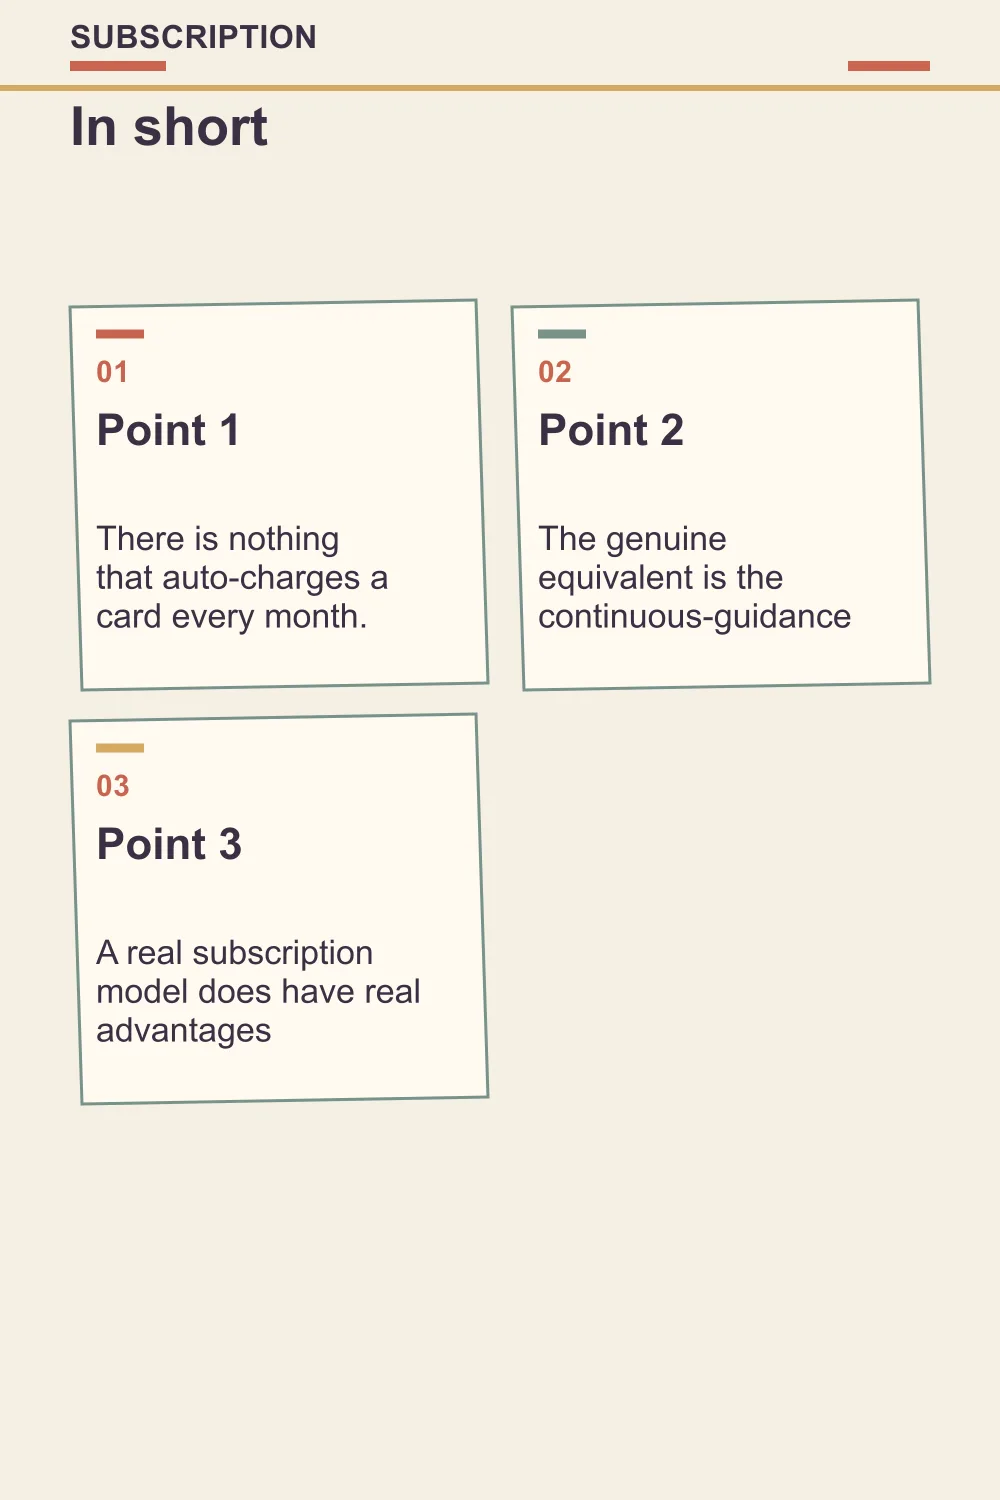 SUBSCRIPTION
In short
01
Point 1
There is nothing
that auto-charges a
card every month.
02
Point 2
The genuine
equivalent is the
continuous-guidance
03
Point 3
A real subscription
model does have real
advantages